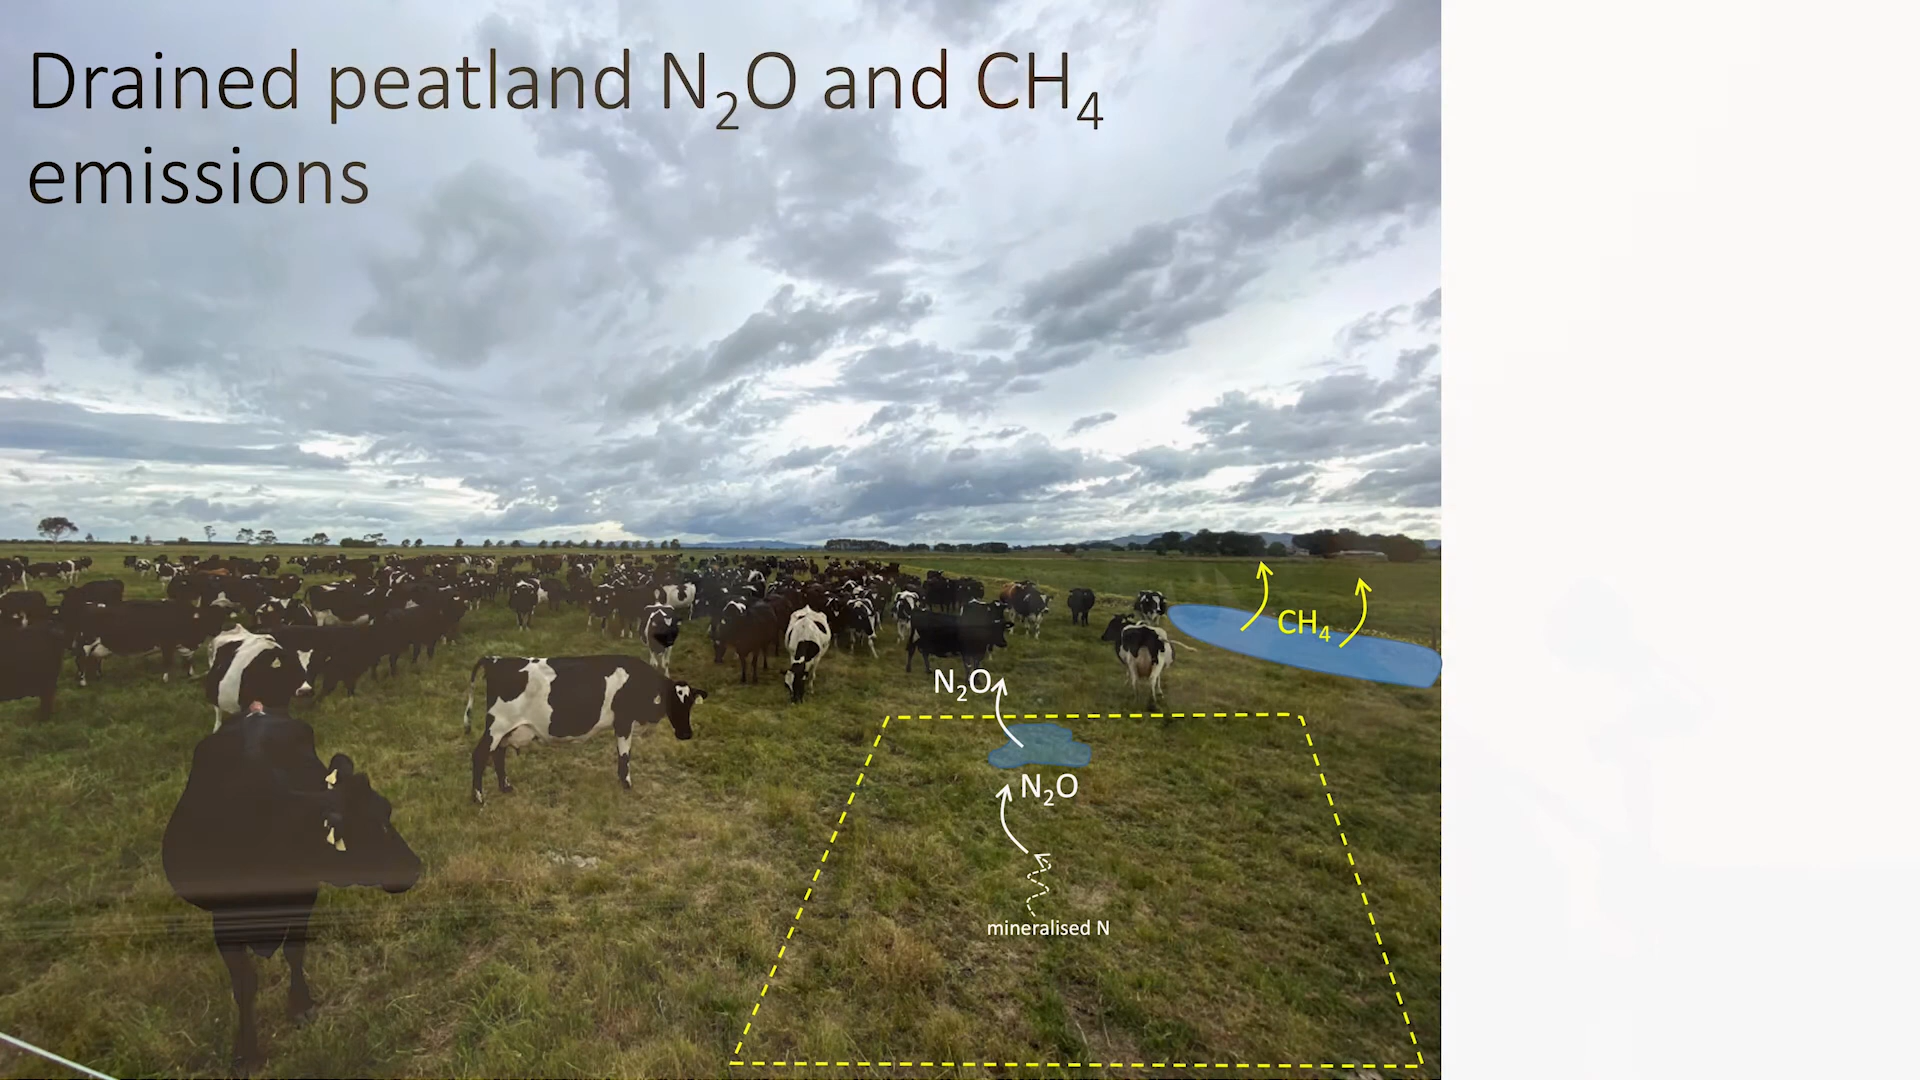 Drained peatland N₂O and CH₄
emissions
CH₄
N₂O
N₂O
mineralised N